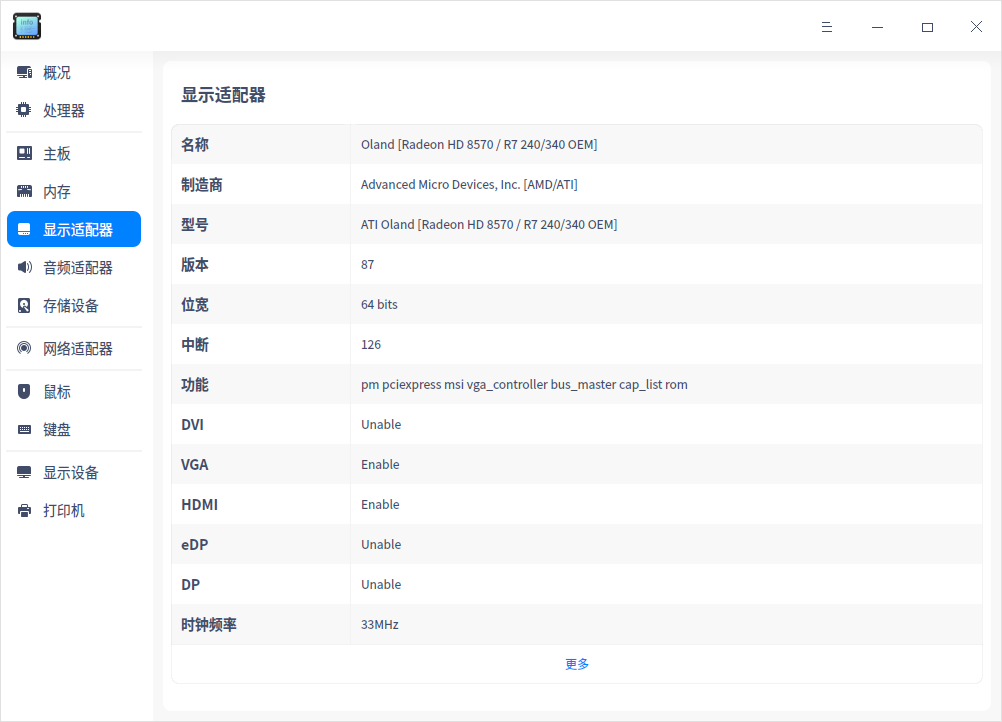 info
概况
处理器
主板
内存
显示适配器
音频适配器
存储设备
网络适配器
鼠标
键盘
显示设备
打印机
显示适配器
名称 Oland [Radeon HD 8570 / R7 240/340 OEM]
制造商 Advanced Micro Devices, Inc. [AMD/ATI]
型号 ATI Oland [Radeon HD 8570 / R7 240/340 OEM]
版本 87
位宽 64 bits
中断 126
功能 pm pciexpress msi vga_controller bus_master cap_list rom
DVI Unable
VGA Enable
HDMI Enable
eDP Unable
DP Unable
时钟频率 33MHz
更多